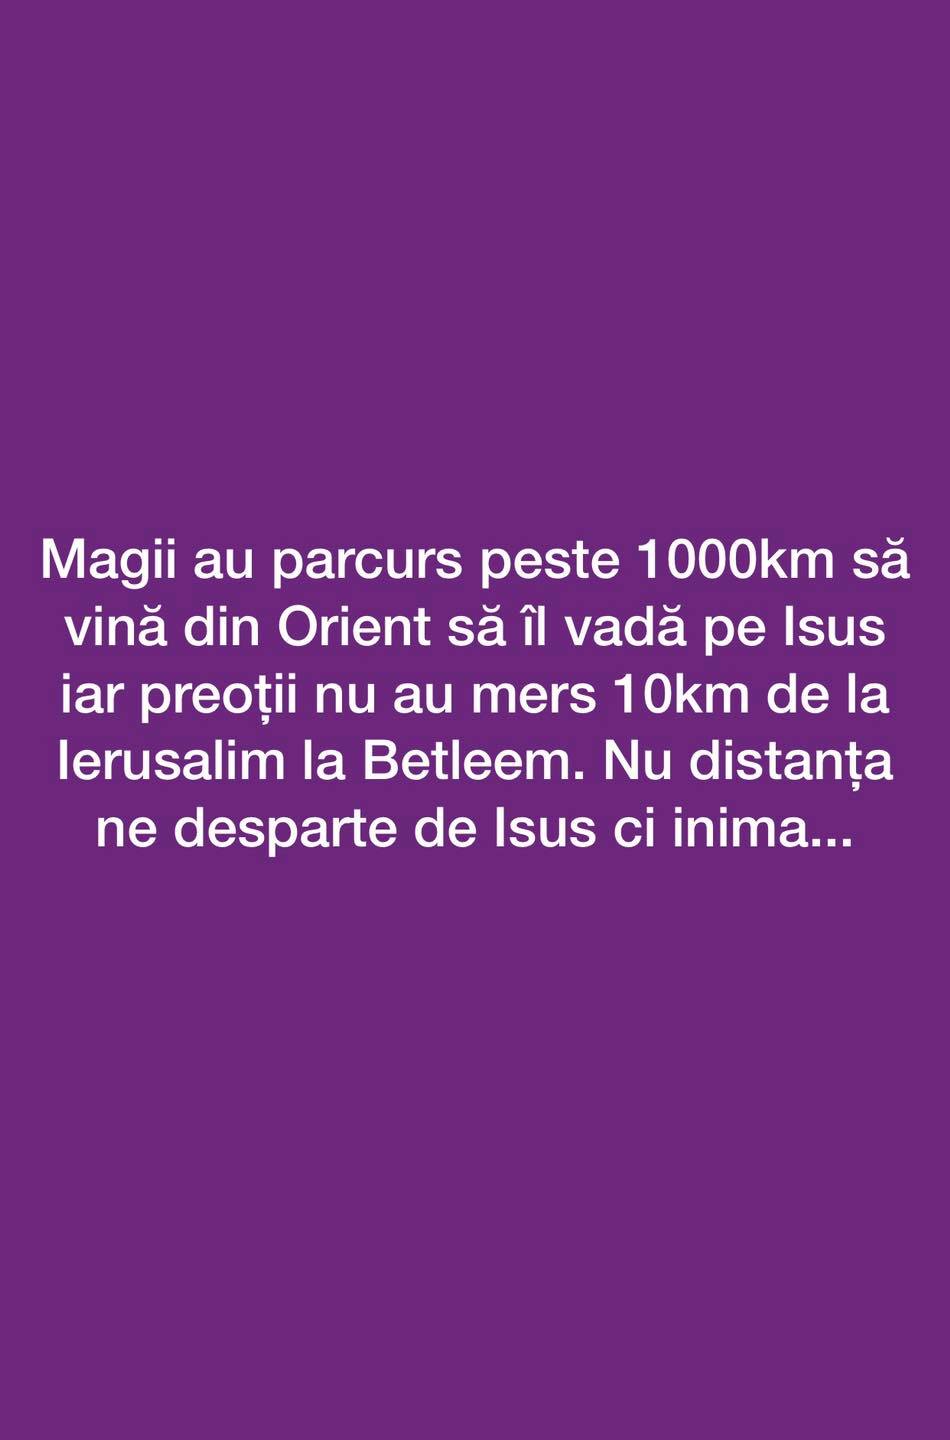 Magii au parcurs peste 1000km să
vină din Orient să îl vadă pe Isus
iar preoții nu au mers 10km de la
Ierusalim la Betleem. Nu distanța
ne desparte de Isus ci inima...